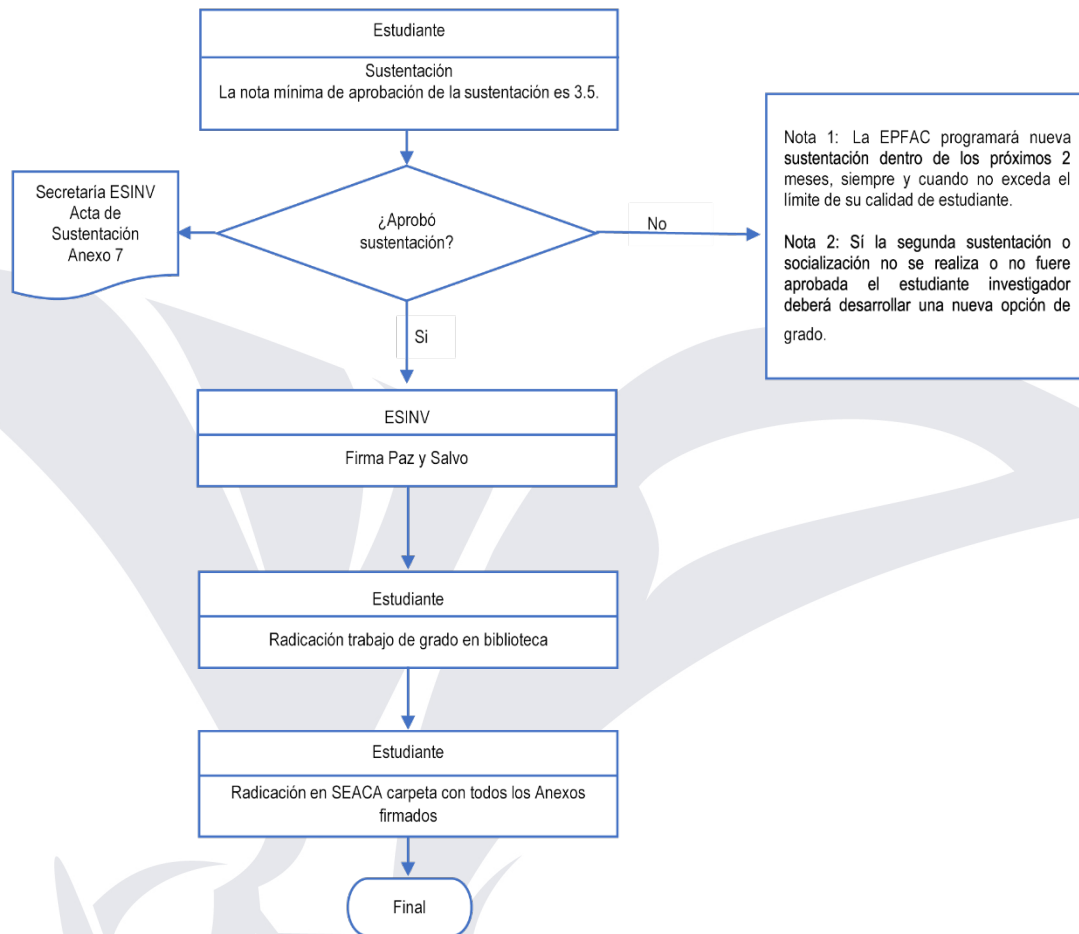 Estudiante
Sustentación
La nota mínima de aprobación de la sustentación es 3.5.
Secretaría ESINV
Acta de
Sustentación
Anexo 7
¿Aprobó
sustentación?
No
Nota 1: La EPFAC programará nueva
sustentación dentro de los próximos 2
meses, siempre y cuando no exceda el
límite de su calidad de estudiante.
Nota 2: Sí la segunda sustentación o
socialización no se realiza o no fuere
aprobada el estudiante investigador
deberá desarrollar una nueva opción de
grado.
Si
ESINV
Firma Paz y Salvo
Estudiante
Radicación trabajo de grado en biblioteca
Estudiante
Radicación en SEACA carpeta con todos los Anexos
firmados
Final